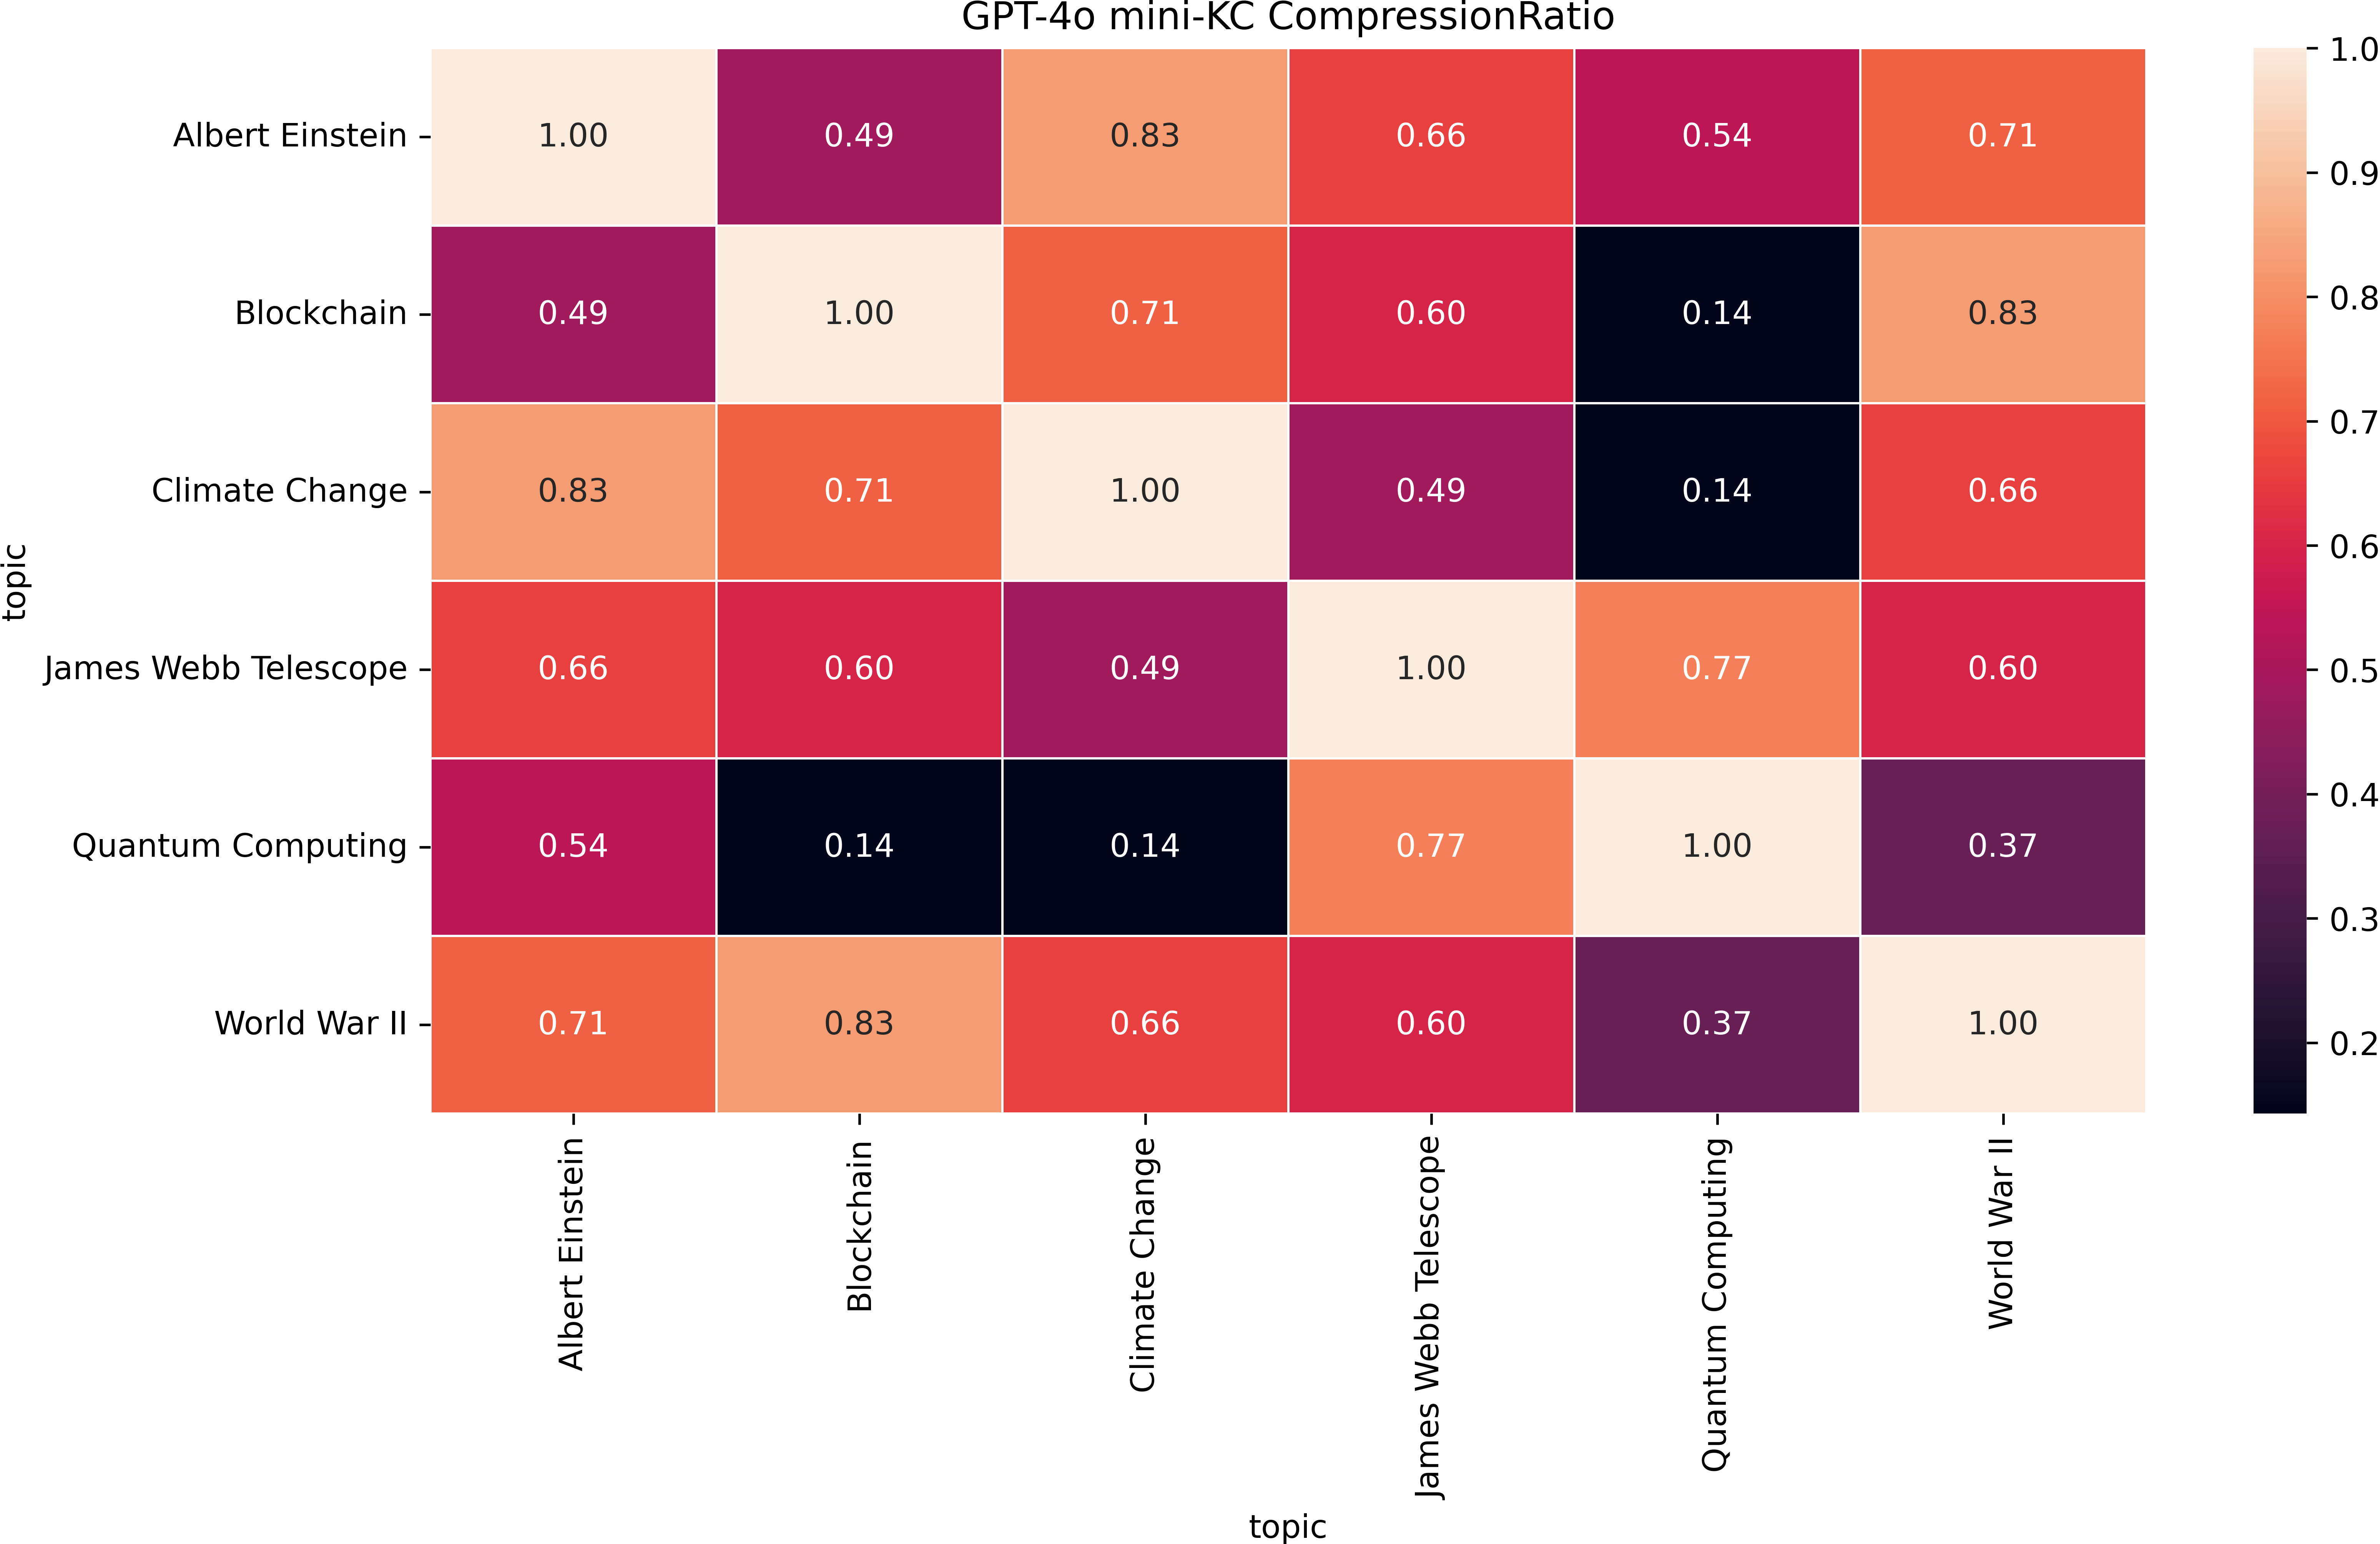 GPT-4o mini-KC CompressionRatio
Albert Einstein 1.00 0.49 0.83 0.66 0.54 0.71
Blockchain 0.49 1.00 0.71 0.60 0.14 0.83
Climate Change 0.83 0.71 1.00 0.49 0.14 0.66
James Webb Telescope 0.66 0.60 0.49 1.00 0.77 0.60
Quantum Computing 0.54 0.14 0.14 0.77 1.00 0.37
World War II 0.71 0.83 0.66 0.60 0.37 1.00
topic
Albert Einstein
Blockchain
Climate Change
James Webb Telescope
Quantum Computing
World War II
topic
1.0
0.9
0.8
0.7
0.6
0.5
0.4
0.3
0.2